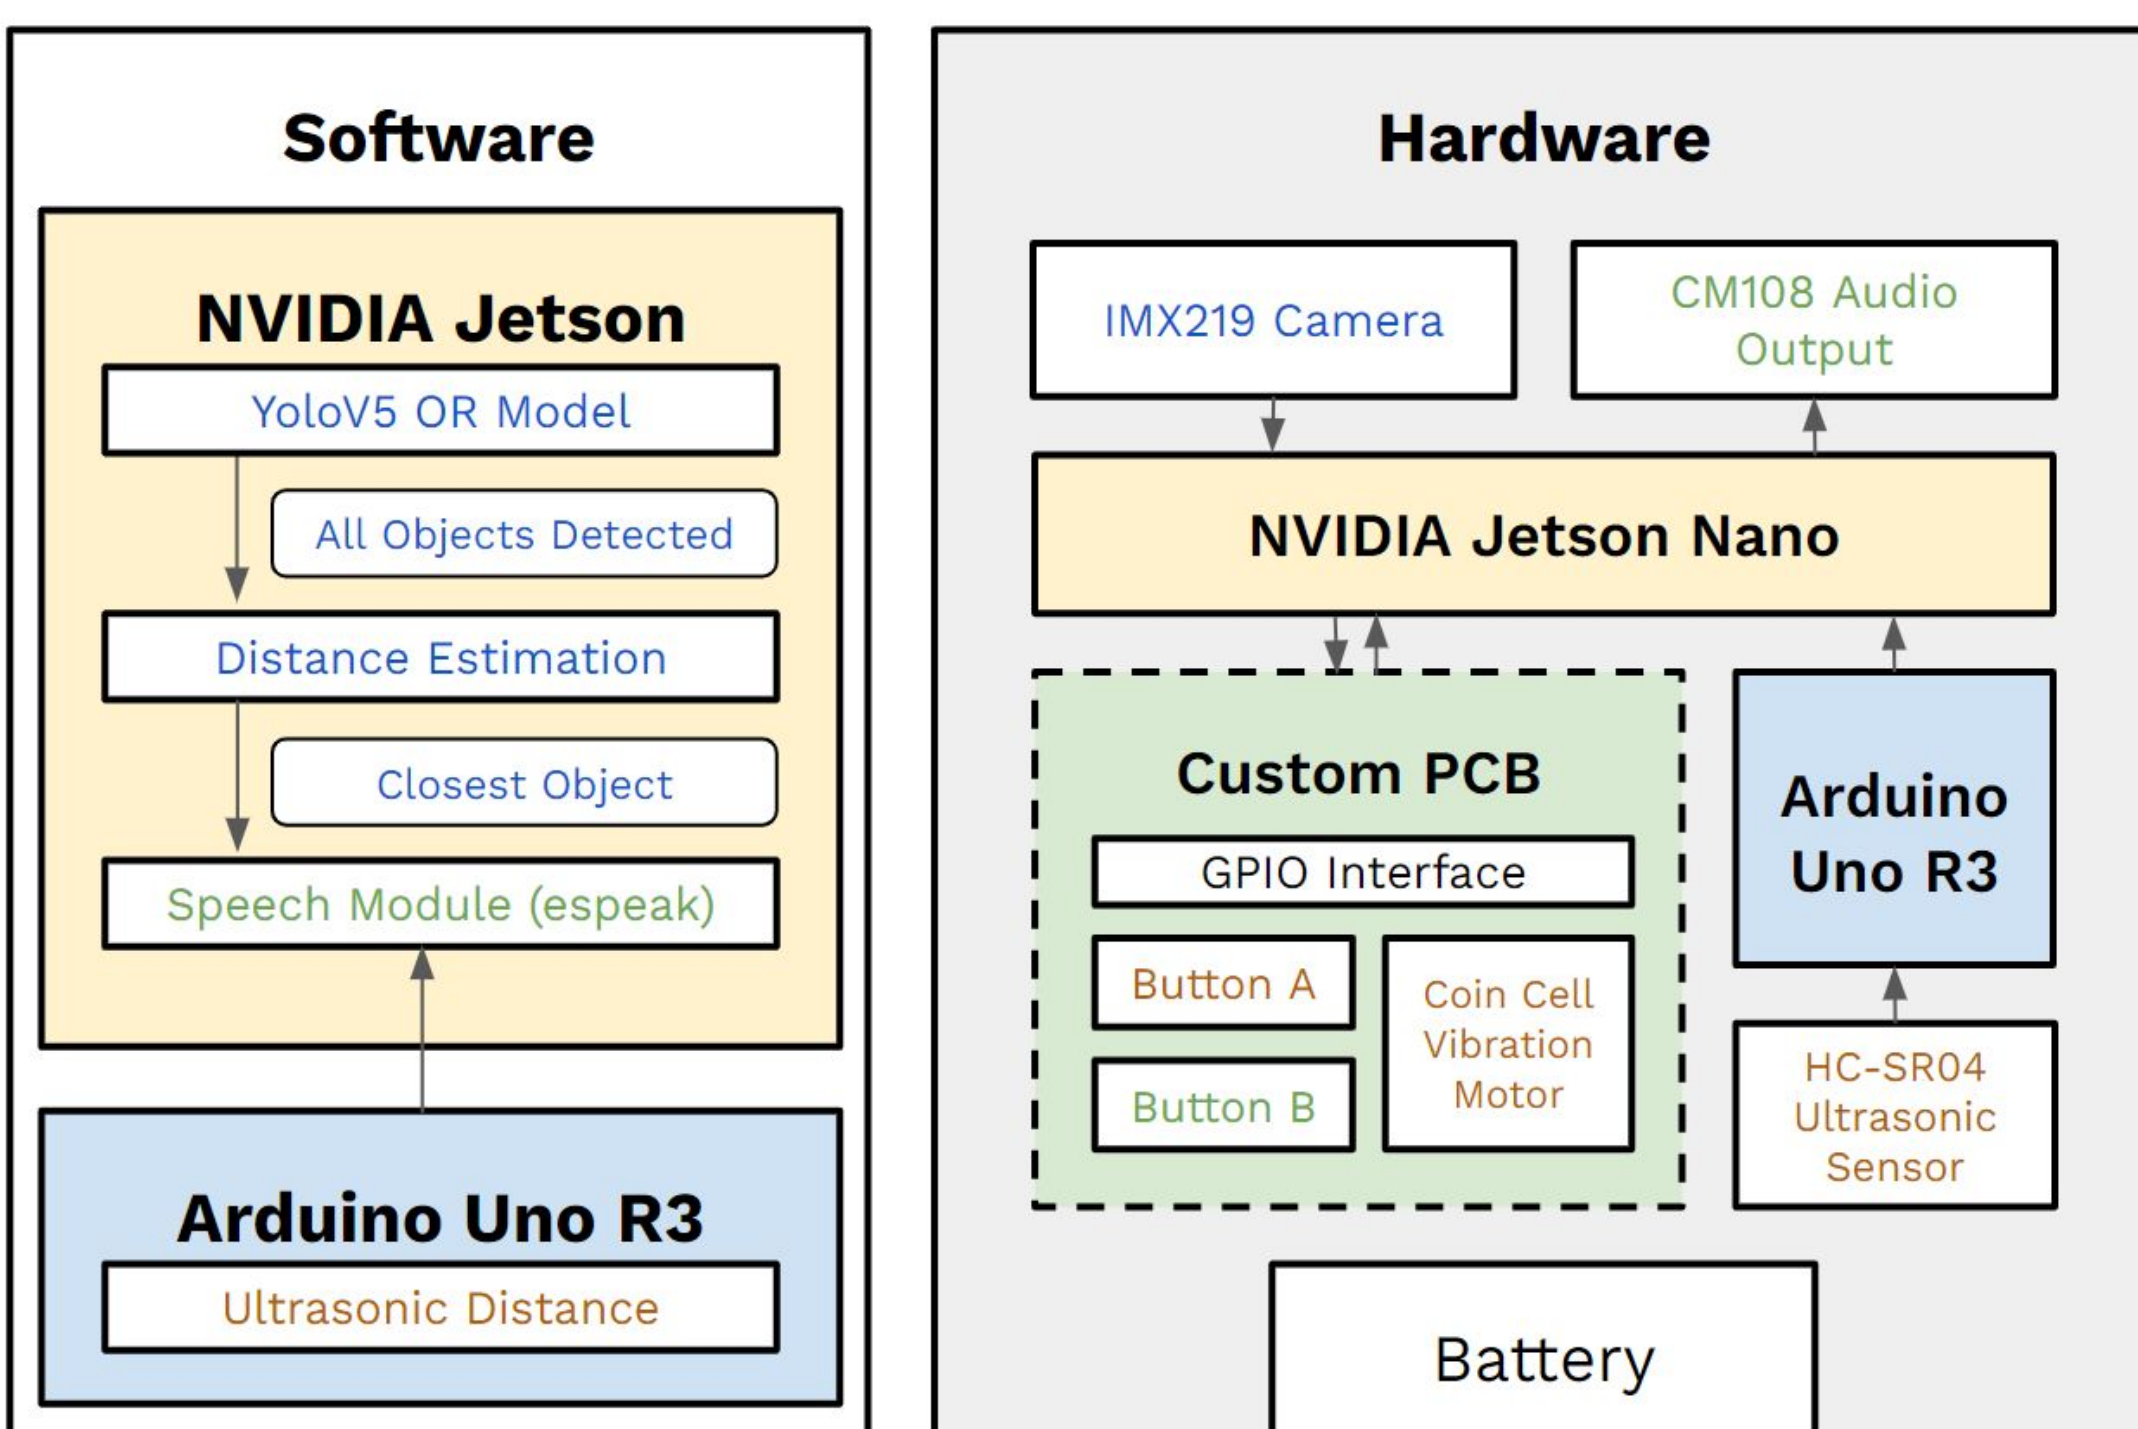 Software
NVIDIA Jetson
YoloV5 OR Model
All Objects Detected
Distance Estimation
Closest Object
Speech Module (espeak)
Arduino Uno R3
Ultrasonic Distance
Hardware
IMX219 Camera
CM108 Audio
Output
NVIDIA Jetson Nano
Custom PCB
GPIO Interface
Button A
Button B
Coin Cell
Vibration
Motor
Arduino
Uno R3
HC-SR04
Ultrasonic
Sensor
Battery